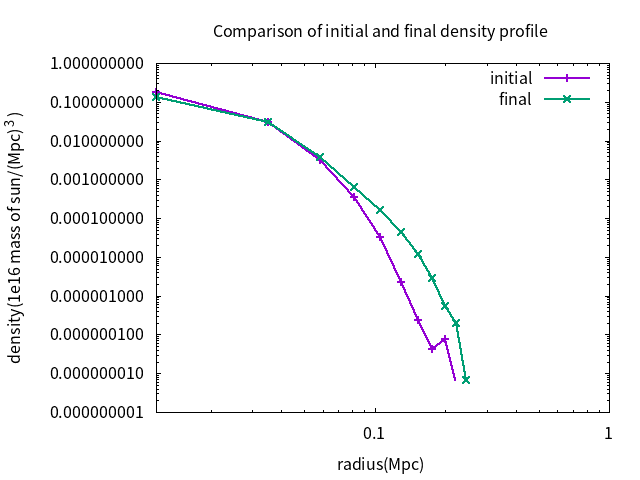 Comparison of initial and final density profile
initial
final
density(1e16 mass of sun/(Mpc)³)
1.000000000
0.100000000
0.010000000
0.001000000
0.000100000
0.000010000
0.000001000
0.000000100
0.000000010
0.000000001
0.1
1
radius(Mpc)